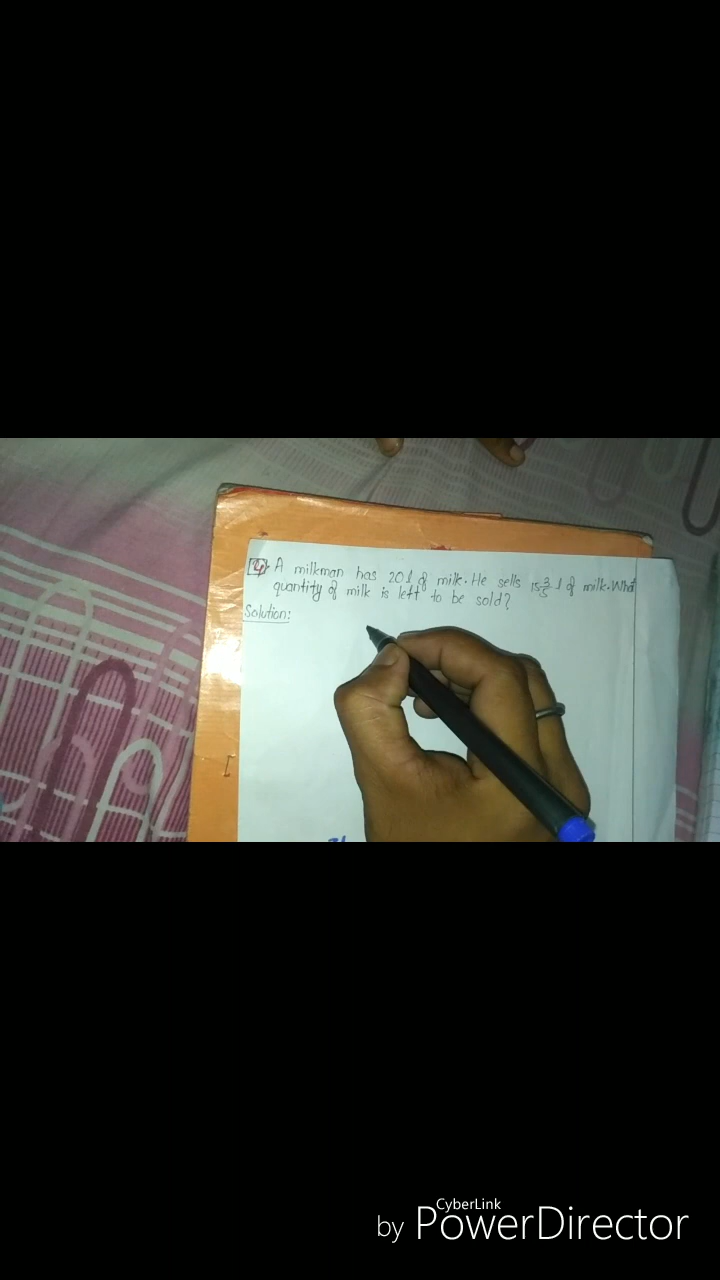 4. A milkman has 20 l of milk. He sells 15 3/5 l of milk. What
quantity of milk is left to be sold?
Solution:
CyberLink
by PowerDirector